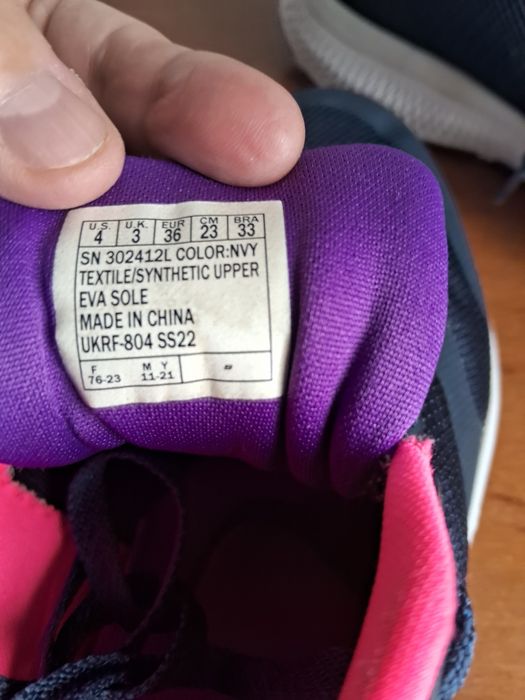 U.S. U.K. EUR CM BRA
4 3 36 23 33
SN 302412L COLOR:NVY
TEXTILE/SYNTHETIC UPPER
EVA SOLE
MADE IN CHINA
UKRF-804 SS22
F M Y
76-23 11-21